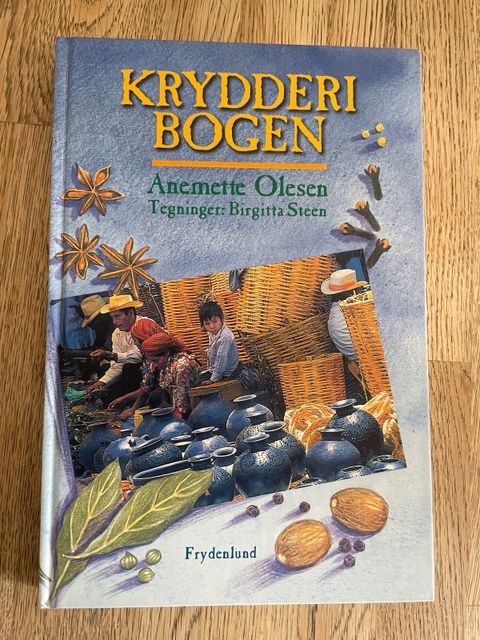 KRYDDERI
BOGEN
Anemette Olesen
Tegninger: Birgitta Steen
Frydenlund